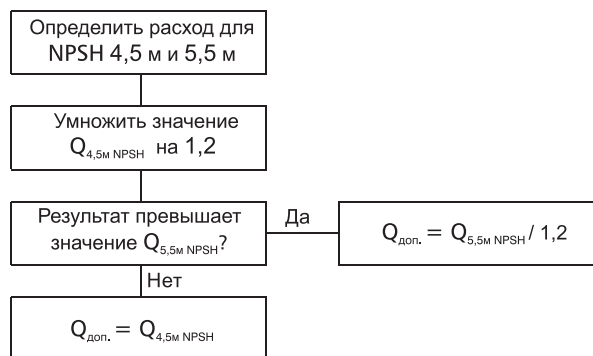 Определить расход для
NPSH 4,5 м и 5,5 м
Умножить значение
Q4,5м NPSH на 1,2
Результат превышает
значение Q5,5м NPSH?
Да
Qдоп. = Q5,5м NPSH / 1,2
Нет
Qдоп. = Q4,5м NPSH